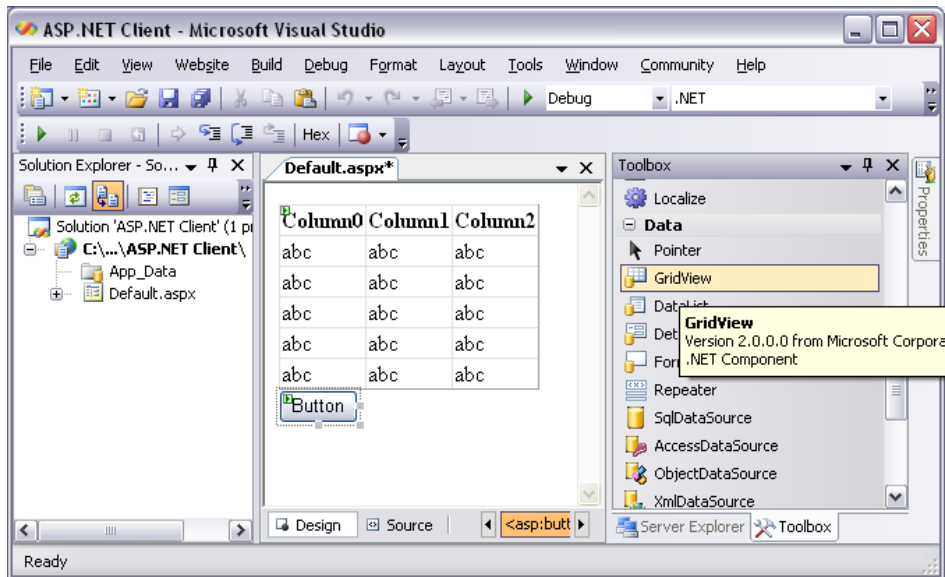 ASP.NET Client - Microsoft Visual Studio
File Edit View Website Build Debug Format Layout Tools Window Community Help
Debug .NET
Hex
Solution Explorer - So...
Solution 'ASP.NET Client' (1 p
C:\...\ASP.NET Client\
App_Data
Default.aspx
Default.aspx*
Column0 Column1 Column2
abc abc abc
abc abc abc
abc abc abc
abc abc abc
abc abc abc
Button
Design Source <asp:butt
Toolbox
Localize
Data
Pointer
GridView
DataList
GridView
Version 2.0.0.0 from Microsoft Corpora
.NET Component
Det
For
Repeater
SqlDataSource
AccessDataSource
ObjectDataSource
XmlDataSource
Server Explorer Toolbox
Properties
Ready